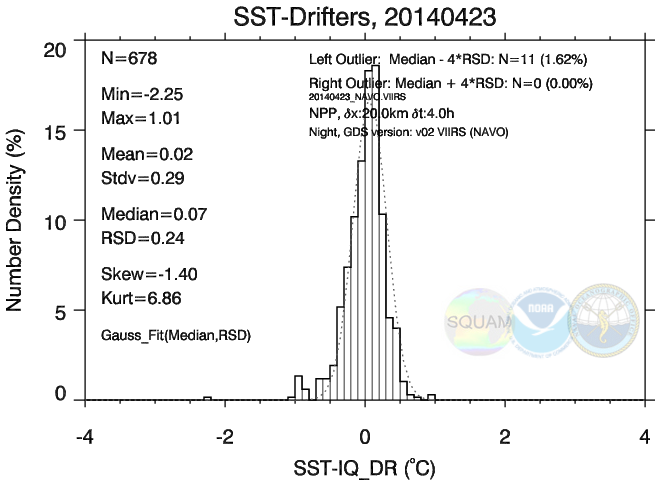 SST-Drifters, 20140423
N=678
Left Outlier: Median - 4*RSD: N=11 (1.62%)
Right Outlier: Median + 4*RSD: N=0 (0.00%)
20140423_NAVO.VIIRS
NPP, δx:20.0km δt:4.0h
Night, GDS version: v02 VIIRS (NAVO)
Min=-2.25
Max=1.01
Mean=0.02
Stdv=0.29
Median=0.07
RSD=0.24
Skew=-1.40
Kurt=6.86
Gauss_Fit(Median,RSD)
SQUAM
NOAA
Number Density (%)
20
15
10
5
0
-4 -2 0 2 4
SST-IQ_DR (°C)